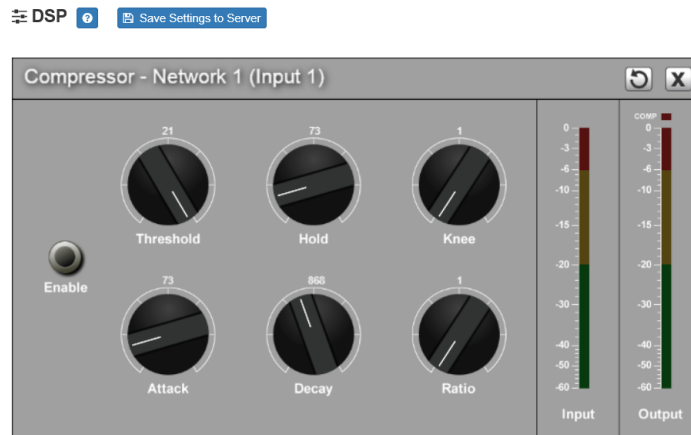 DSP ? Save Settings to Server
Compressor - Network 1 (Input 1) X
21 73 1
Threshold Hold Knee
Enable
73 868 1
Attack Decay Ratio
COMP
0 0
-3 -3
-6 -6
-10 -10
-15 -15
-20 -20
-30 -30
-40 -40
-50 -50
-60 -60
Input Output